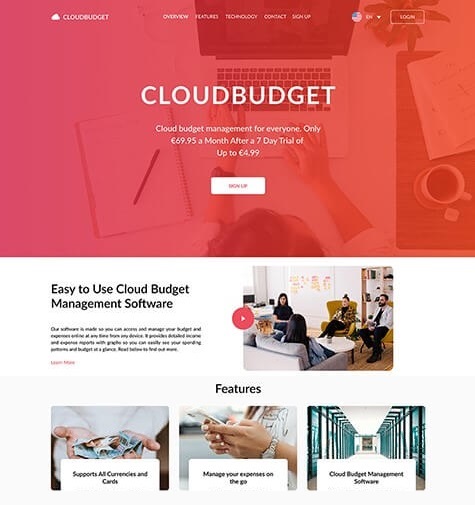 CLOUDBUDGET
OVERVIEW FEATURES TECHNOLOGY CONTACT SIGN UP
EN
LOGIN
CLOUDBUDGET
Cloud budget management for everyone. Only
€69.95 a Month After a 7 Day Trial of
Up to €4.99
SIGN UP
Easy to Use Cloud Budget
Management Software
Our software is made so you can access and manage your budget and
expenses online at any time from any device. It provides detailed income
and expense reports with graphs so you can easily see your spending
patterns and budget at a glance. Read below to find out more.
Learn More
Features
Supports All Currencies and
Cards
Manage your expenses on
the go
Cloud Budget Management
Software